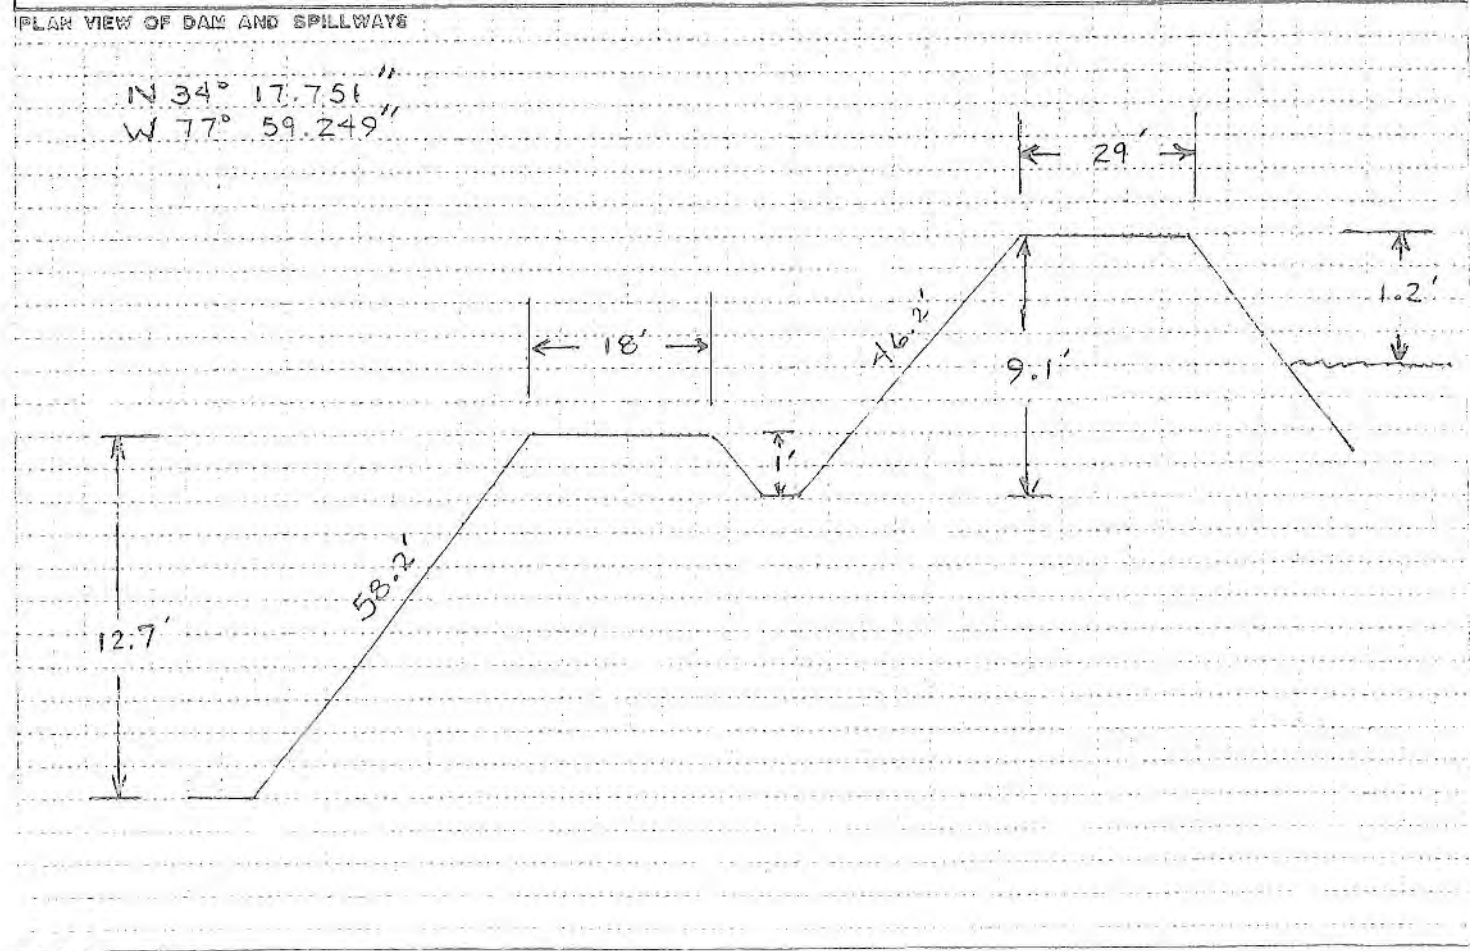 PLAN VIEW OF DAM AND SPILLWAYS
N 34° 17.751"
W 77° 59.249"
29'
1.2'
46.2'
18'
9.1'
1'
58.2'
12.7'